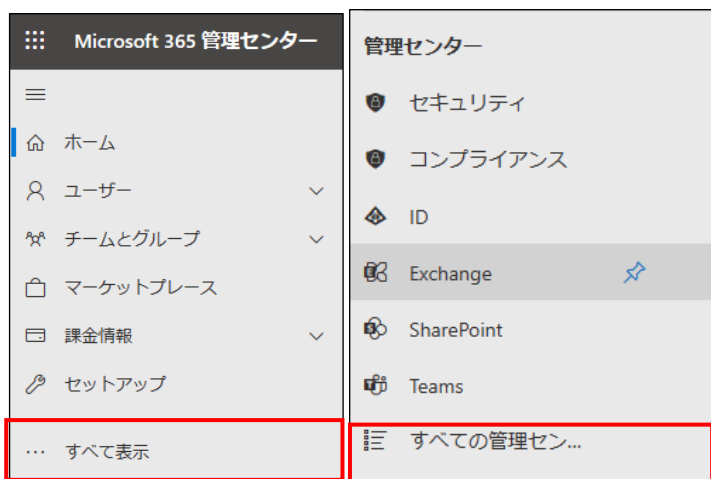 Microsoft 365 管理センター
ホーム
ユーザー
チームとグループ
マーケットプレース
課金情報
セットアップ
… すべて表示
管理センター
セキュリティ
コンプライアンス
ID
Exchange
SharePoint
Teams
すべての管理セン...